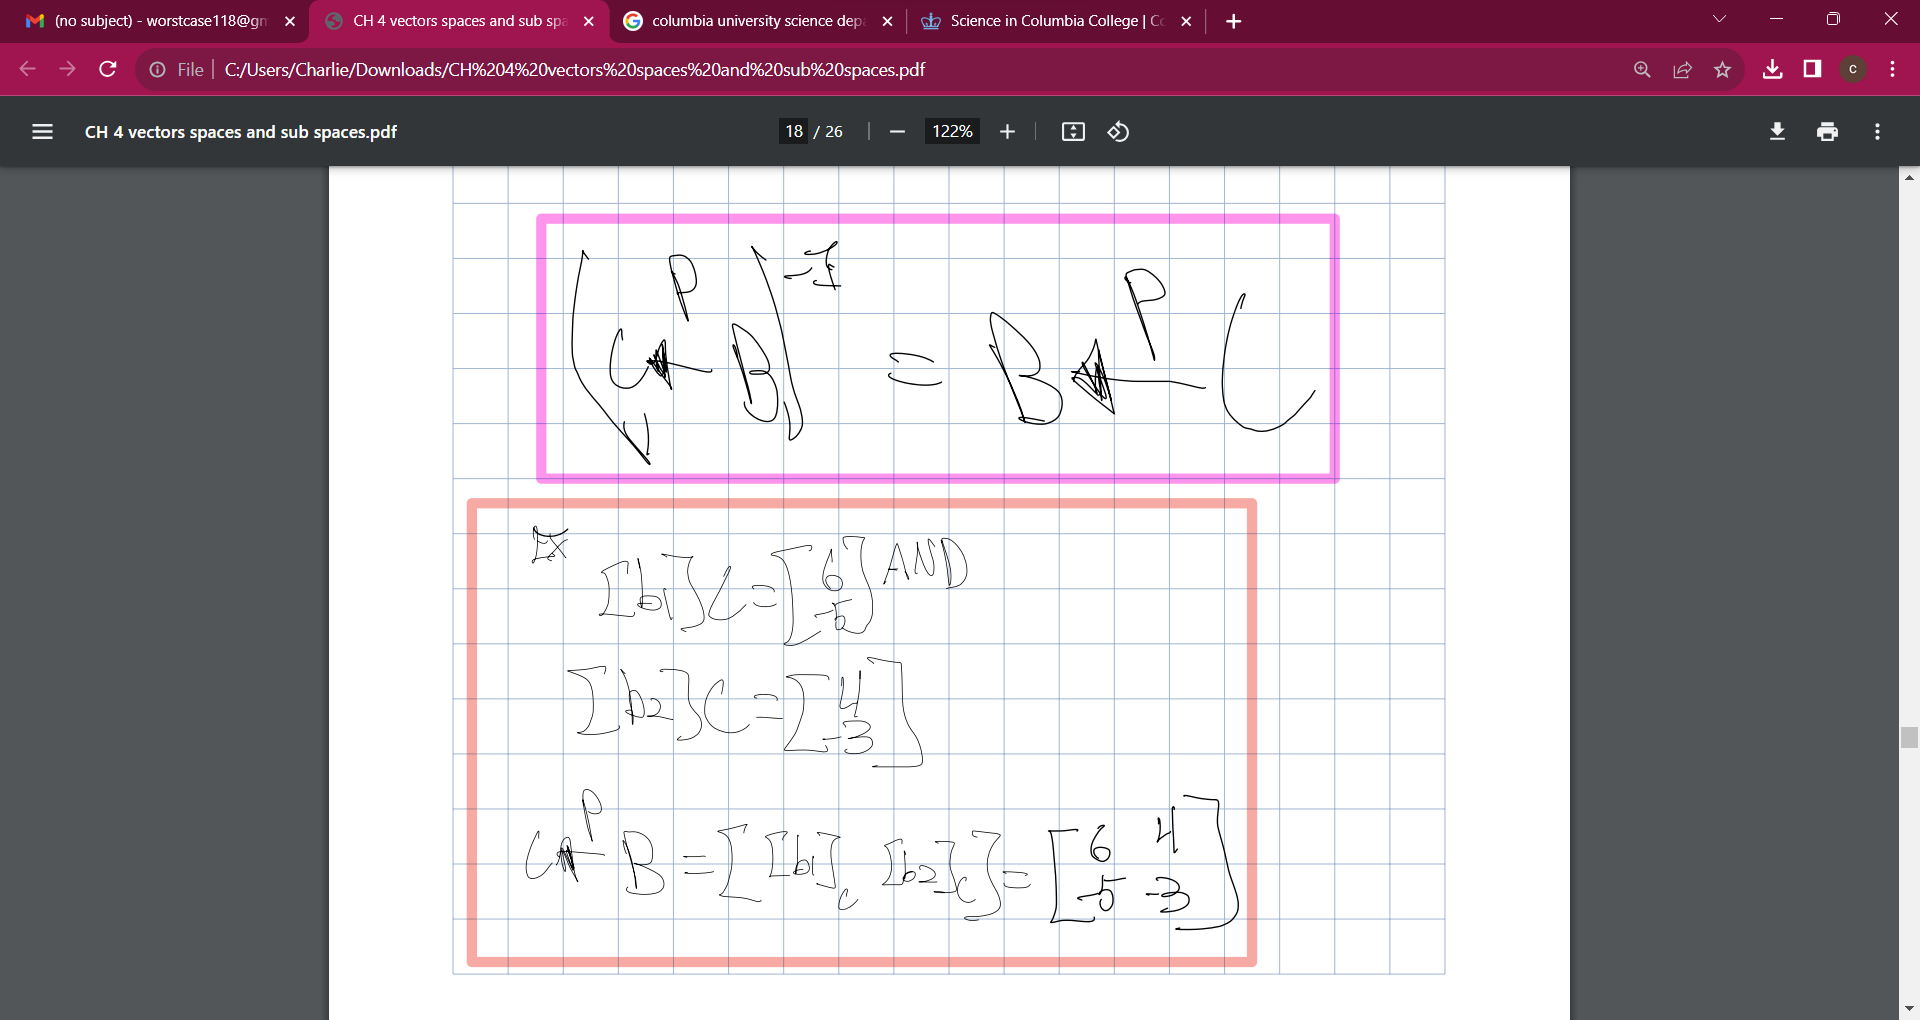 (no subject) - worstcase118@gm
CH 4 vectors spaces and sub spa
columbia university science depa
Science in Columbia College | Co
File
C:/Users/Charlie/Downloads/CH%204%20vectors%20spaces%20and%20sub%20spaces.pdf
c
CH 4 vectors spaces and sub spaces.pdf
18 / 26
122%
( C ← P B )⁻¹ = B ← P C
EX
[b1] C = [6 -5] AND
[b2] C = [4 -3]
C ← P B = [ [b1] C [b2] C ] = [6 4
-5 -3]